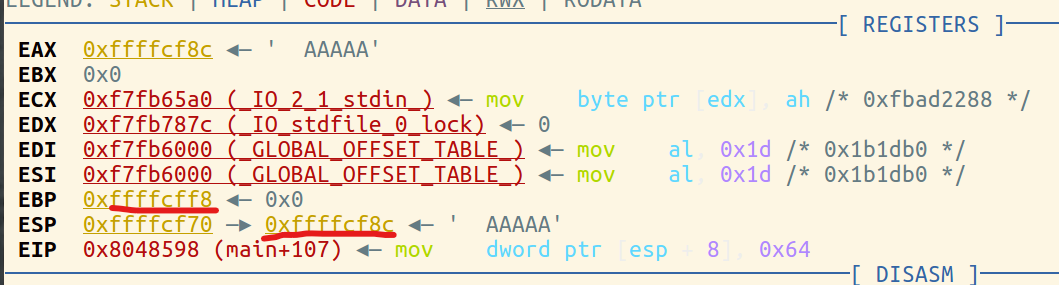 LEGEND: STACK | HEAP | CODE | DATA | RWX | RODATA
[ REGISTERS ]
EAX 0xffffcf8c ◂— ' AAAAA'
EBX 0x0
ECX 0xf7fb65a0 (_IO_2_1_stdin_) ◂— mov byte ptr [edx], ah /* 0xfbad2288 */
EDX 0xf7fb787c (_IO_stdfile_0_lock) ◂— 0
EDI 0xf7fb6000 (_GLOBAL_OFFSET_TABLE_) ◂— mov al, 0x1d /* 0x1b1db0 */
ESI 0xf7fb6000 (_GLOBAL_OFFSET_TABLE_) ◂— mov al, 0x1d /* 0x1b1db0 */
EBP 0xffffcff8 ◂— 0x0
ESP 0xffffcf70 —▸ 0xffffcf8c ◂— ' AAAAA'
EIP 0x8048598 (main+107) ◂— mov dword ptr [esp + 8], 0x64
[ DISASM ]